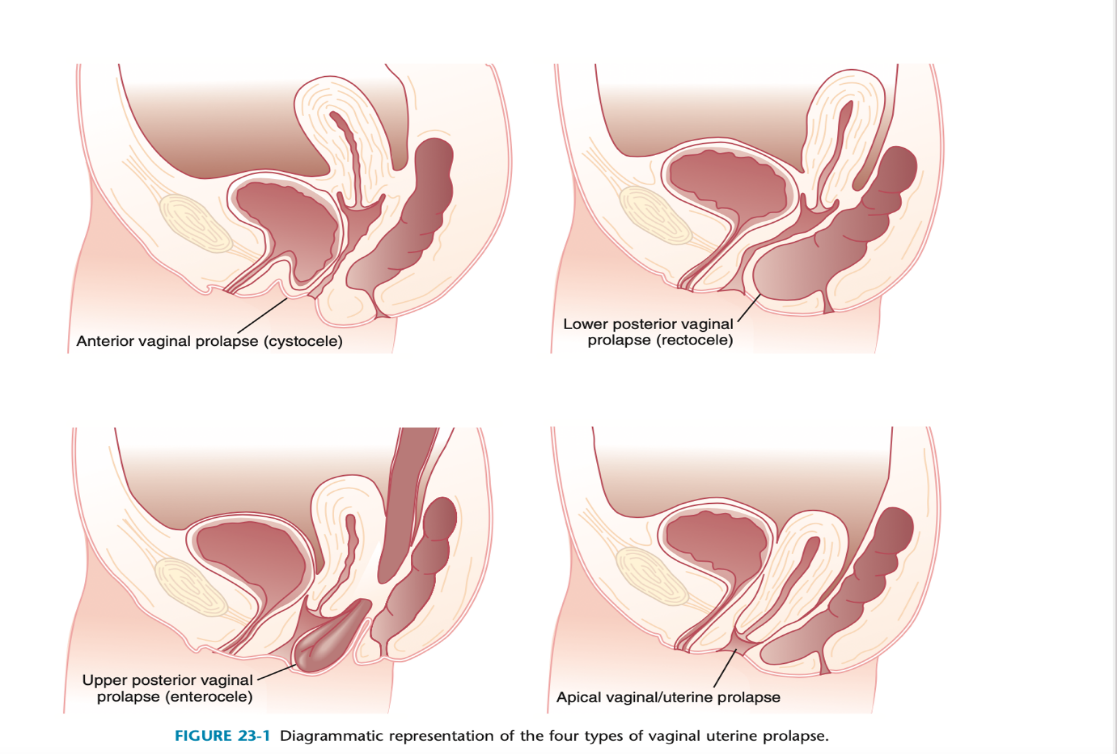 Anterior vaginal prolapse (cystocele)
Lower posterior vaginal
prolapse (rectocele)
Upper posterior vaginal
prolapse (enterocele)
Apical vaginal/uterine prolapse
FIGURE 23-1 Diagrammatic representation of the four types of vaginal uterine prolapse.